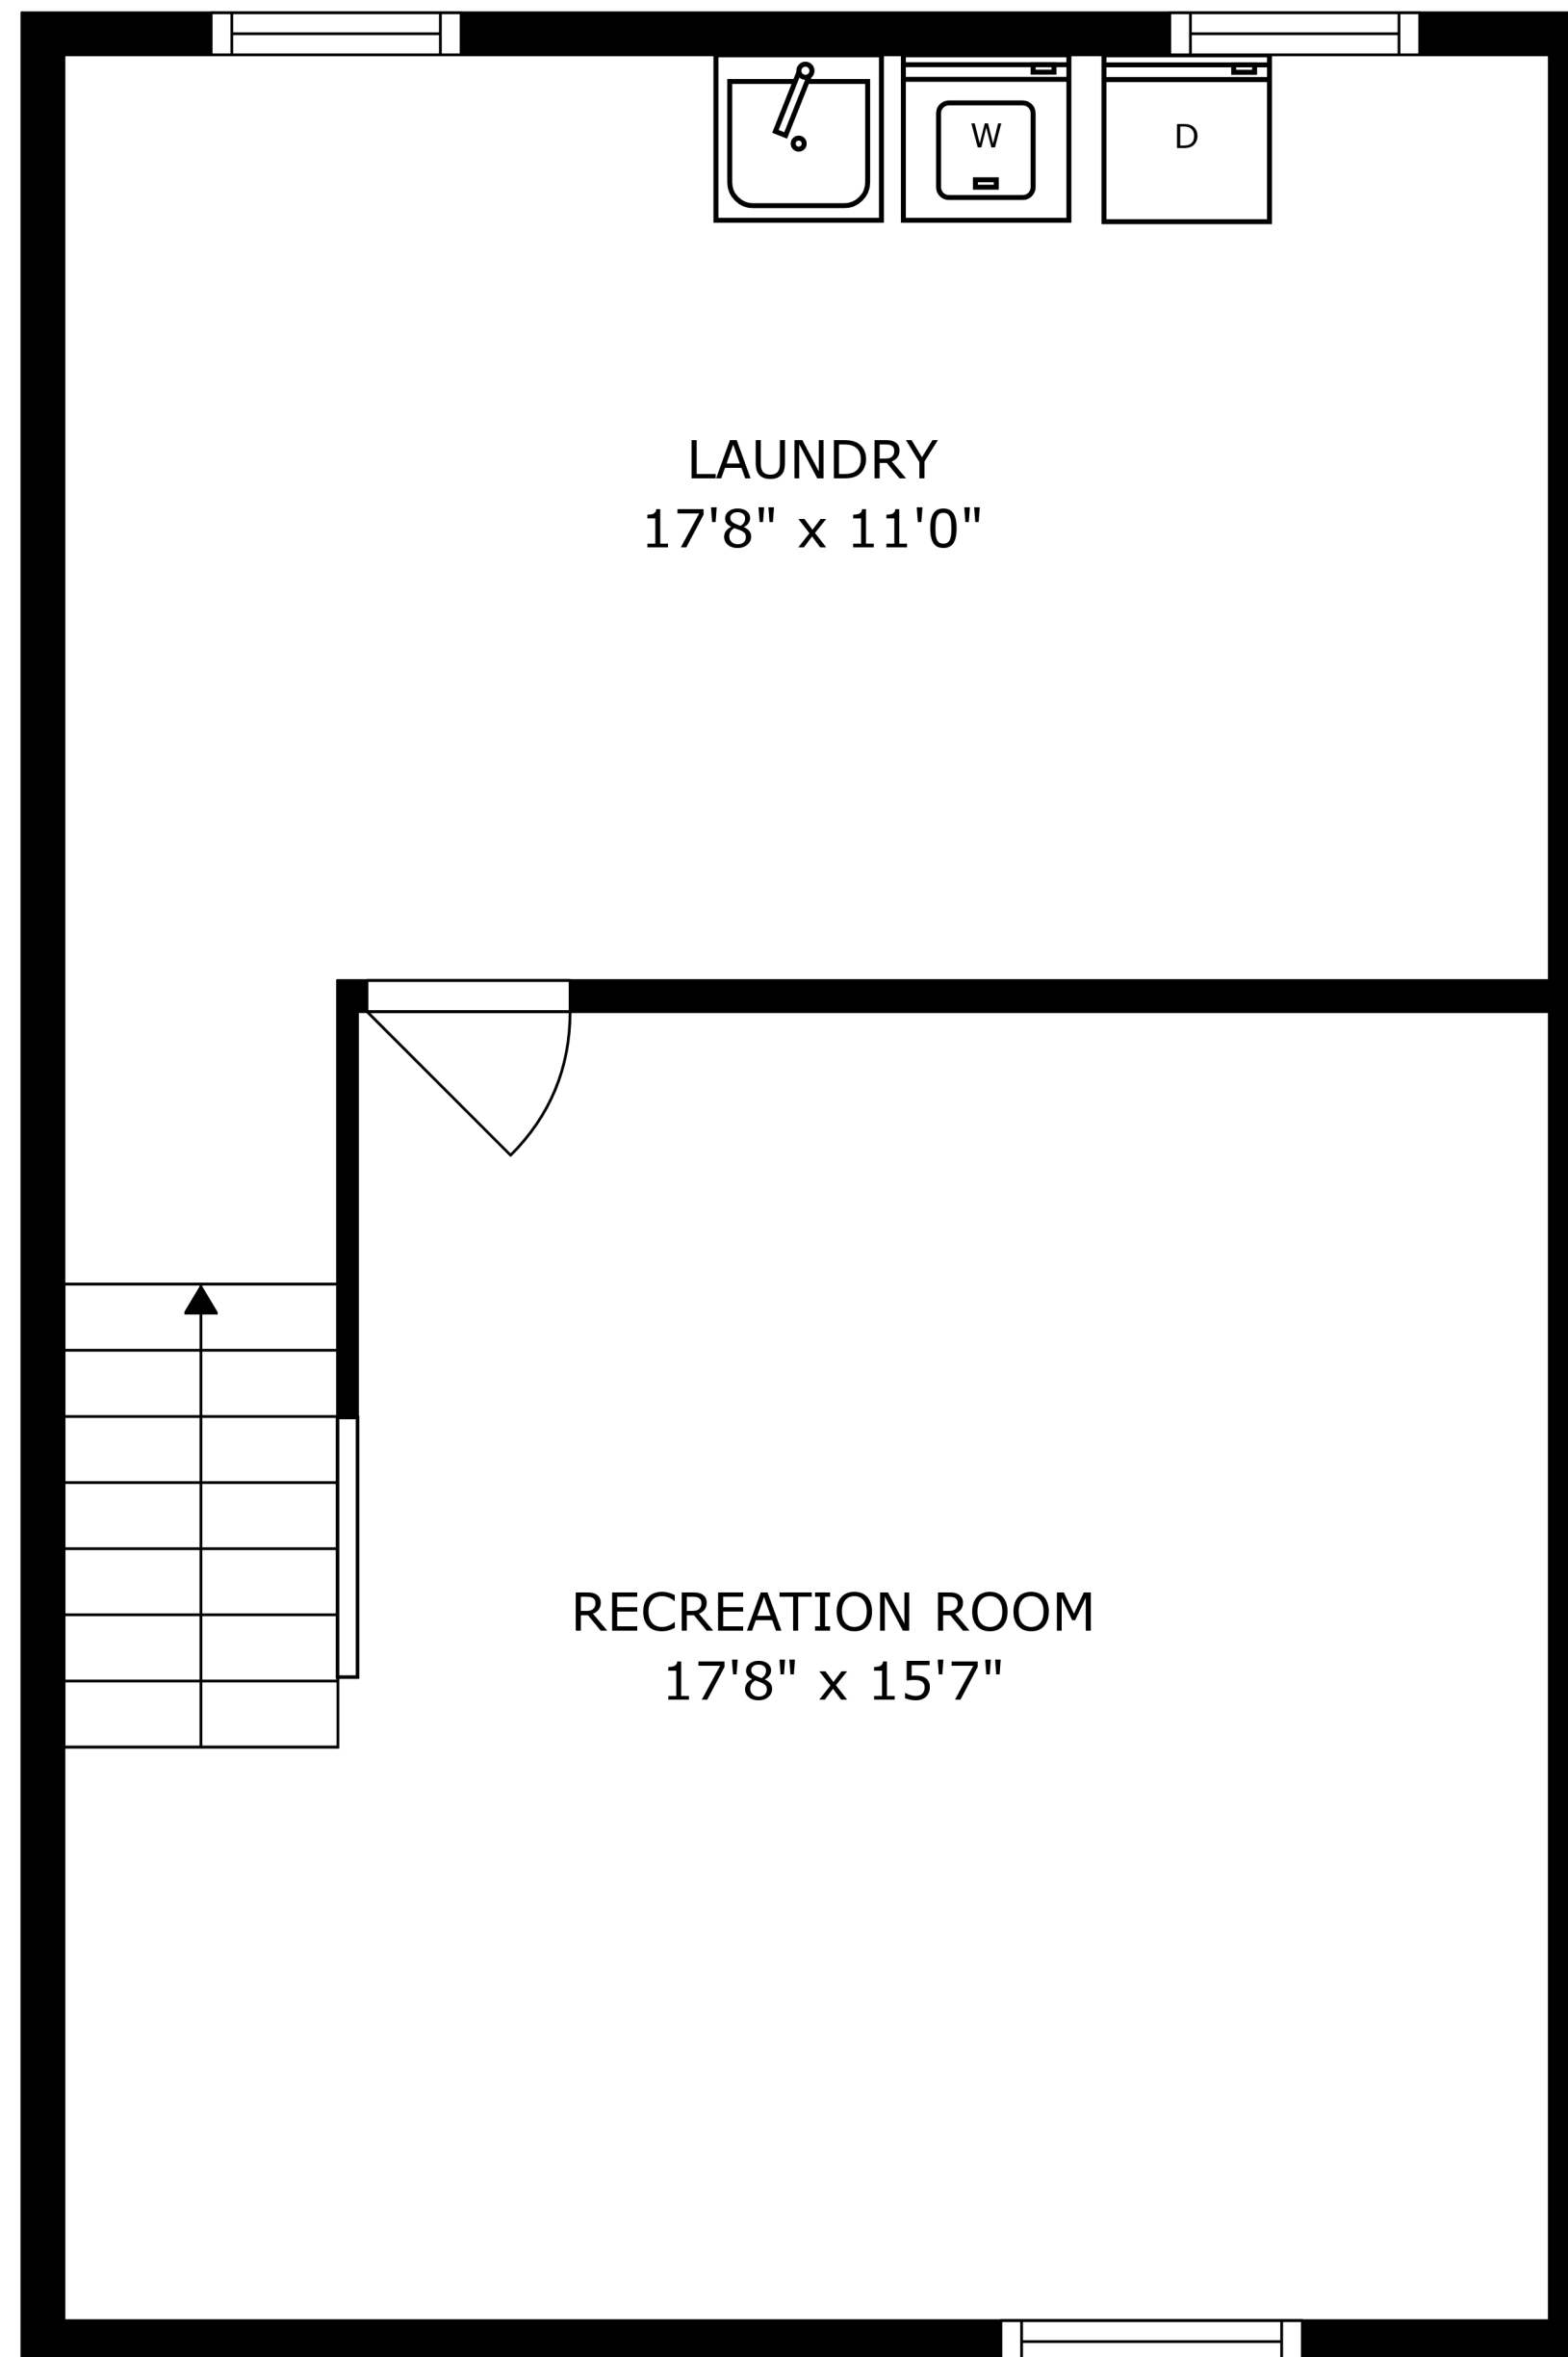 W
D
LAUNDRY
17'8" x 11'0"
RECREATION ROOM
17'8" x 15'7"